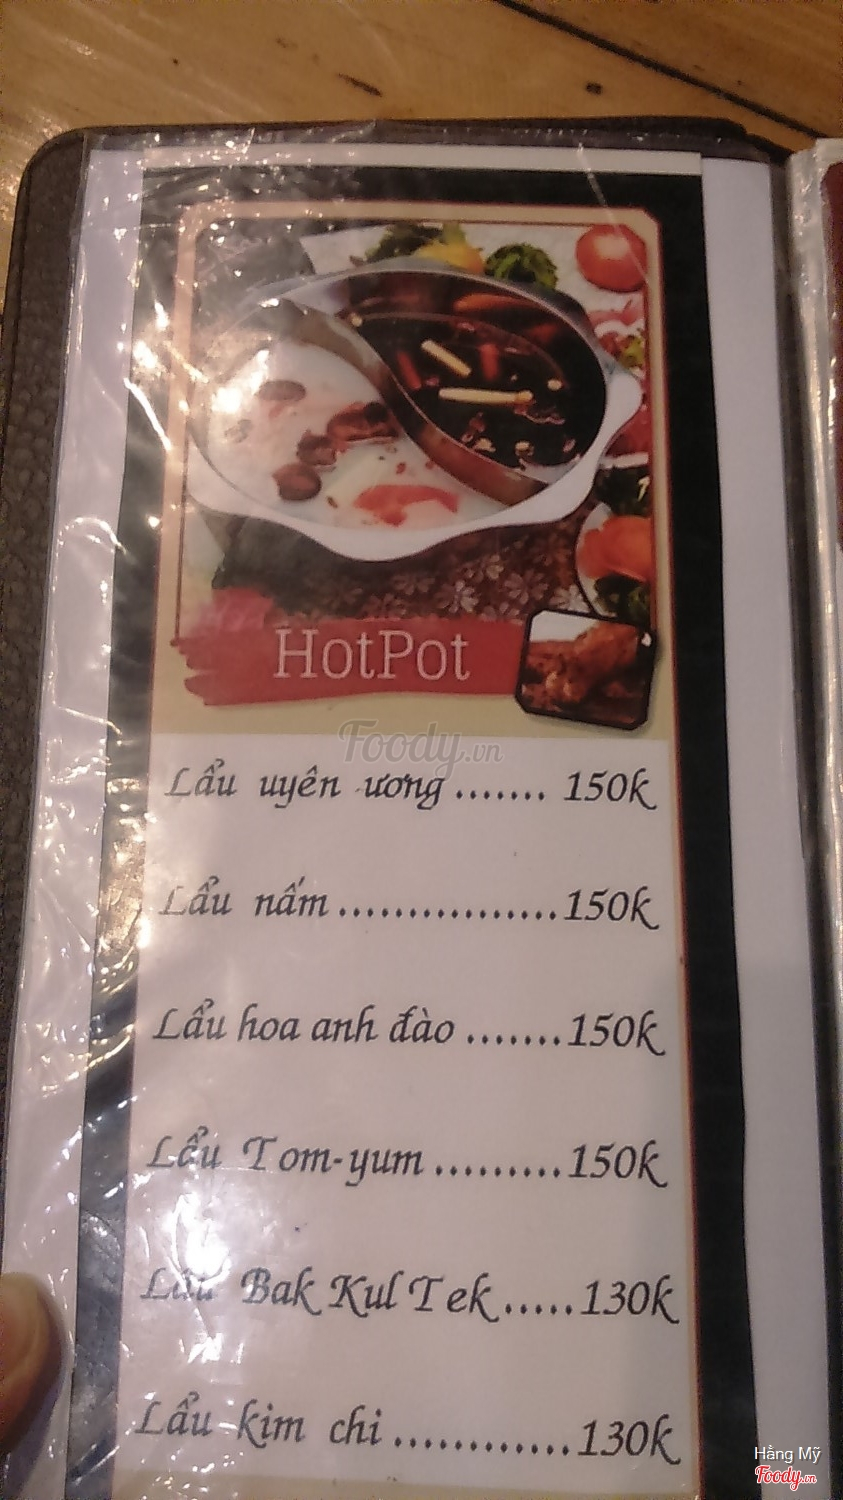 HotPot
Foody.vn
Lẩu uyên ương ....... 150k
Lẩu nấm ................ 150k
Lẩu hoa anh đào ....... 150k
Lẩu Tom-yum ......... 150k
Lẩu Bak Kul Tek ..... 130k
Lẩu kim chi ............ 130k
Hằng Mỹ
Foody.vn